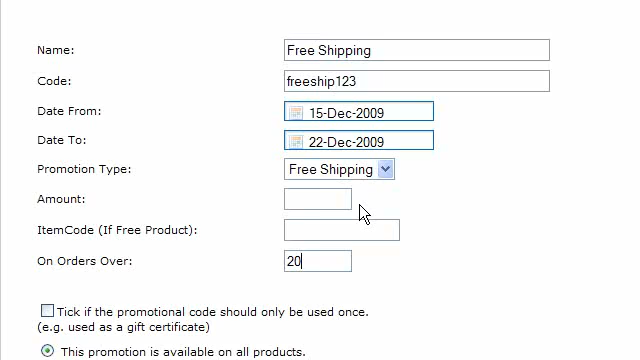 Name: Free Shipping
Code: freeship123
Date From: 15-Dec-2009
Date To: 22-Dec-2009
Promotion Type: Free Shipping
Amount:
ItemCode (If Free Product):
On Orders Over: 20
Tick if the promotional code should only be used once.
(e.g. used as a gift certificate)
This promotion is available on all products.